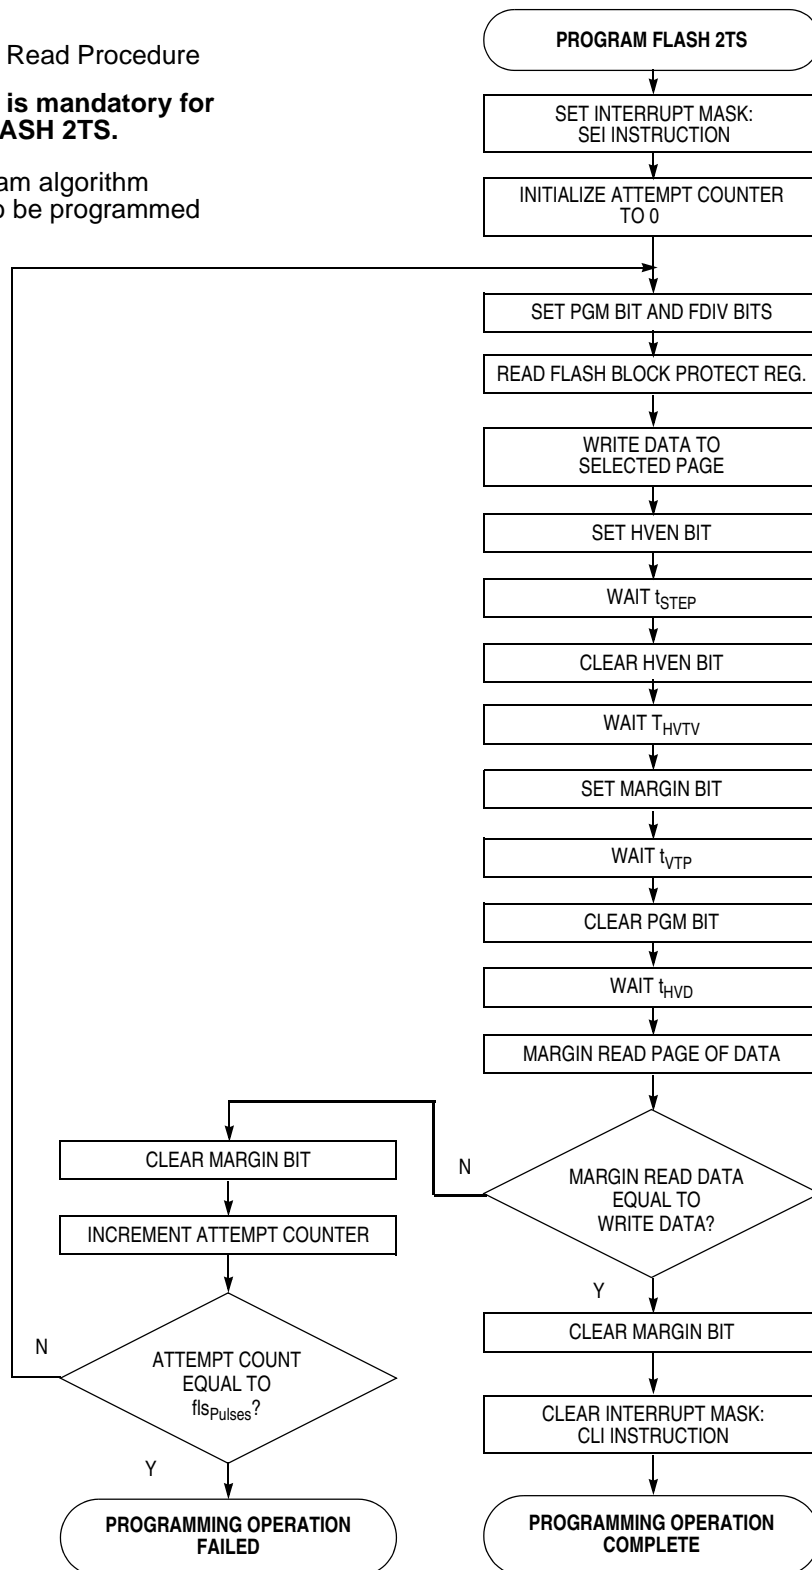 Read Procedure
is mandatory for
ASH 2TS.
am algorithm
o be programmed
PROGRAM FLASH 2TS
SET INTERRUPT MASK:
SEI INSTRUCTION
INITIALIZE ATTEMPT COUNTER
TO 0
SET PGM BIT AND FDIV BITS
READ FLASH BLOCK PROTECT REG.
WRITE DATA TO
SELECTED PAGE
SET HVEN BIT
WAIT tSTEP
CLEAR HVEN BIT
WAIT THVTV
SET MARGIN BIT
WAIT tVTP
CLEAR PGM BIT
WAIT tHVD
MARGIN READ PAGE OF DATA
MARGIN READ DATA
EQUAL TO
WRITE DATA?
N
Y
CLEAR MARGIN BIT
INCREMENT ATTEMPT COUNTER
ATTEMPT COUNT
EQUAL TO
flsPulses?
N
Y
PROGRAMMING OPERATION
FAILED
CLEAR MARGIN BIT
CLEAR INTERRUPT MASK:
CLI INSTRUCTION
PROGRAMMING OPERATION
COMPLETE